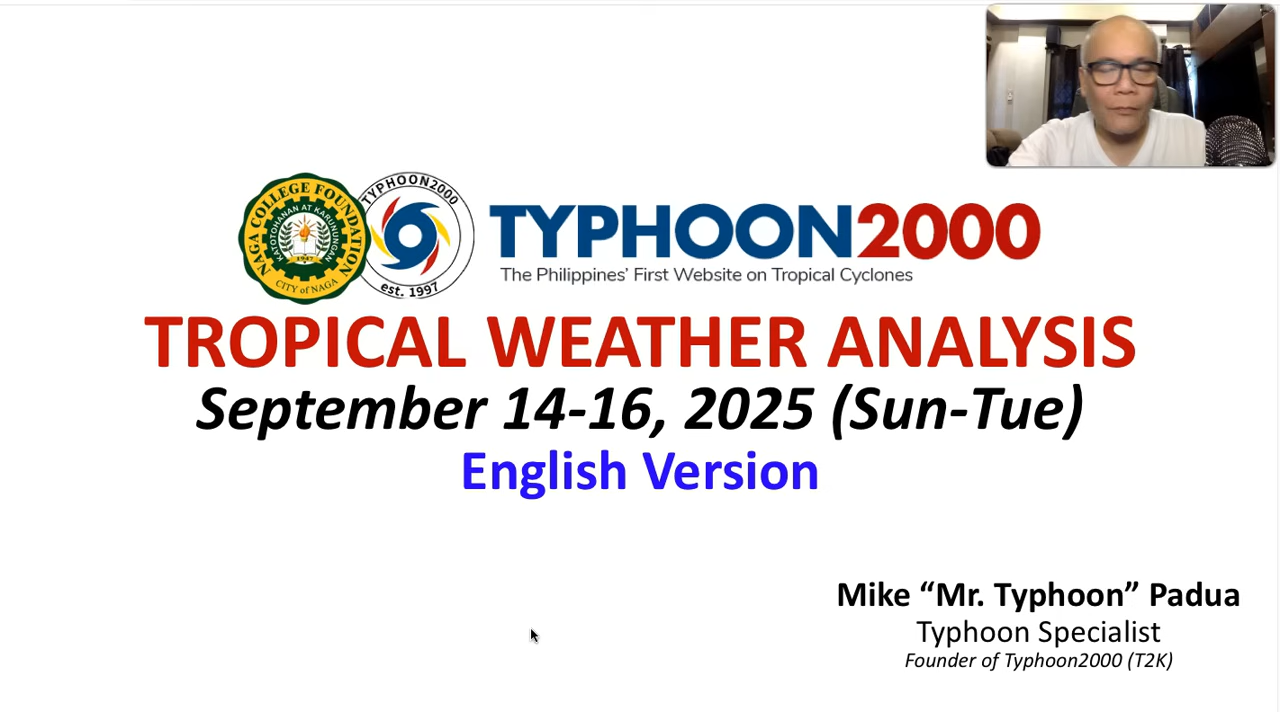 NAGA COLLEGE FOUNDATION
KATOTOHANAN AT KARUNUNGAN
1947
CITY of NAGA
TYPHOON2000
est. 1997
TYPHOON2000
The Philippines' First Website on Tropical Cyclones
TROPICAL WEATHER ANALYSIS
September 14-16, 2025 (Sun-Tue)
English Version
Mike “Mr. Typhoon” Padua
Typhoon Specialist
Founder of Typhoon2000 (T2K)